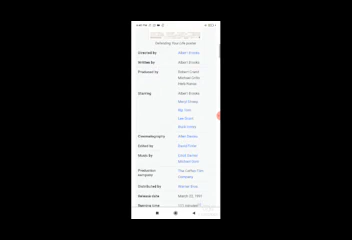 Defending Your Life poster
Directed by Albert Brooks
Written by Albert Brooks
Produced by Robert Grand
Michael Grillo
Herb Nanas
Starring Albert Brooks
Meryl Streep
Rip Torn
Lee Grant
Buck Henry
Cinematography Allen Daviau
Edited by David Finfer
Music by
Michael Gore
Production The Geffen Film
company Company
Distributed by Warner Bros.
Release date March 22, 1991
Running time